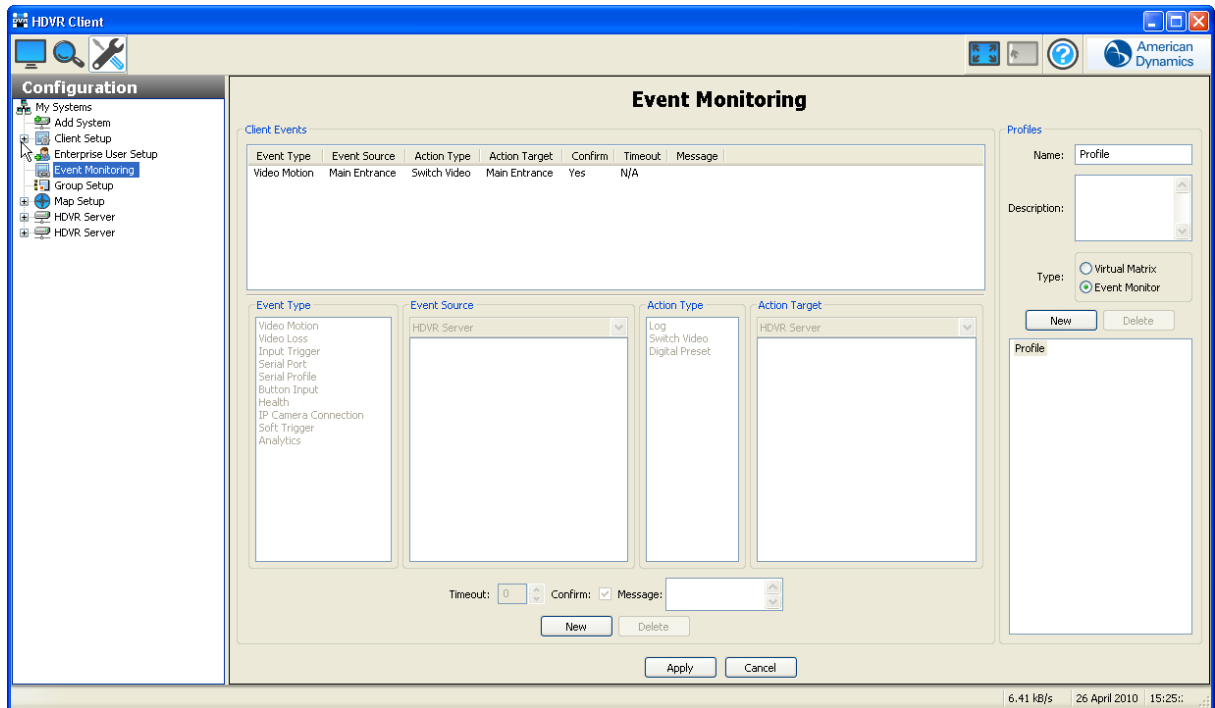 HDVR Client
American
Dynamics
Configuration
My Systems
Add System
Client Setup
Enterprise User Setup
Event Monitoring
Group Setup
Map Setup
HDVR Server
HDVR Server
Event Monitoring
Client Events
Event Type Event Source Action Type Action Target Confirm Timeout Message
Video Motion Main Entrance Switch Video Main Entrance Yes N/A
Event Type
Video Motion
Video Loss
Input Trigger
Serial Port
Serial Profile
Button Input
Health
IP Camera Connection
Soft Trigger
Analytics
Event Source
HDVR Server
Action Type
Log
Switch Video
Digital Preset
Action Target
HDVR Server
Timeout: 0 Confirm: Message:
New Delete
Apply Cancel
Profiles
Name: Profile
Description:
Type:
Virtual Matrix
Event Monitor
New Delete
Profile
6.41 kB/s 26 April 2010 15:25: